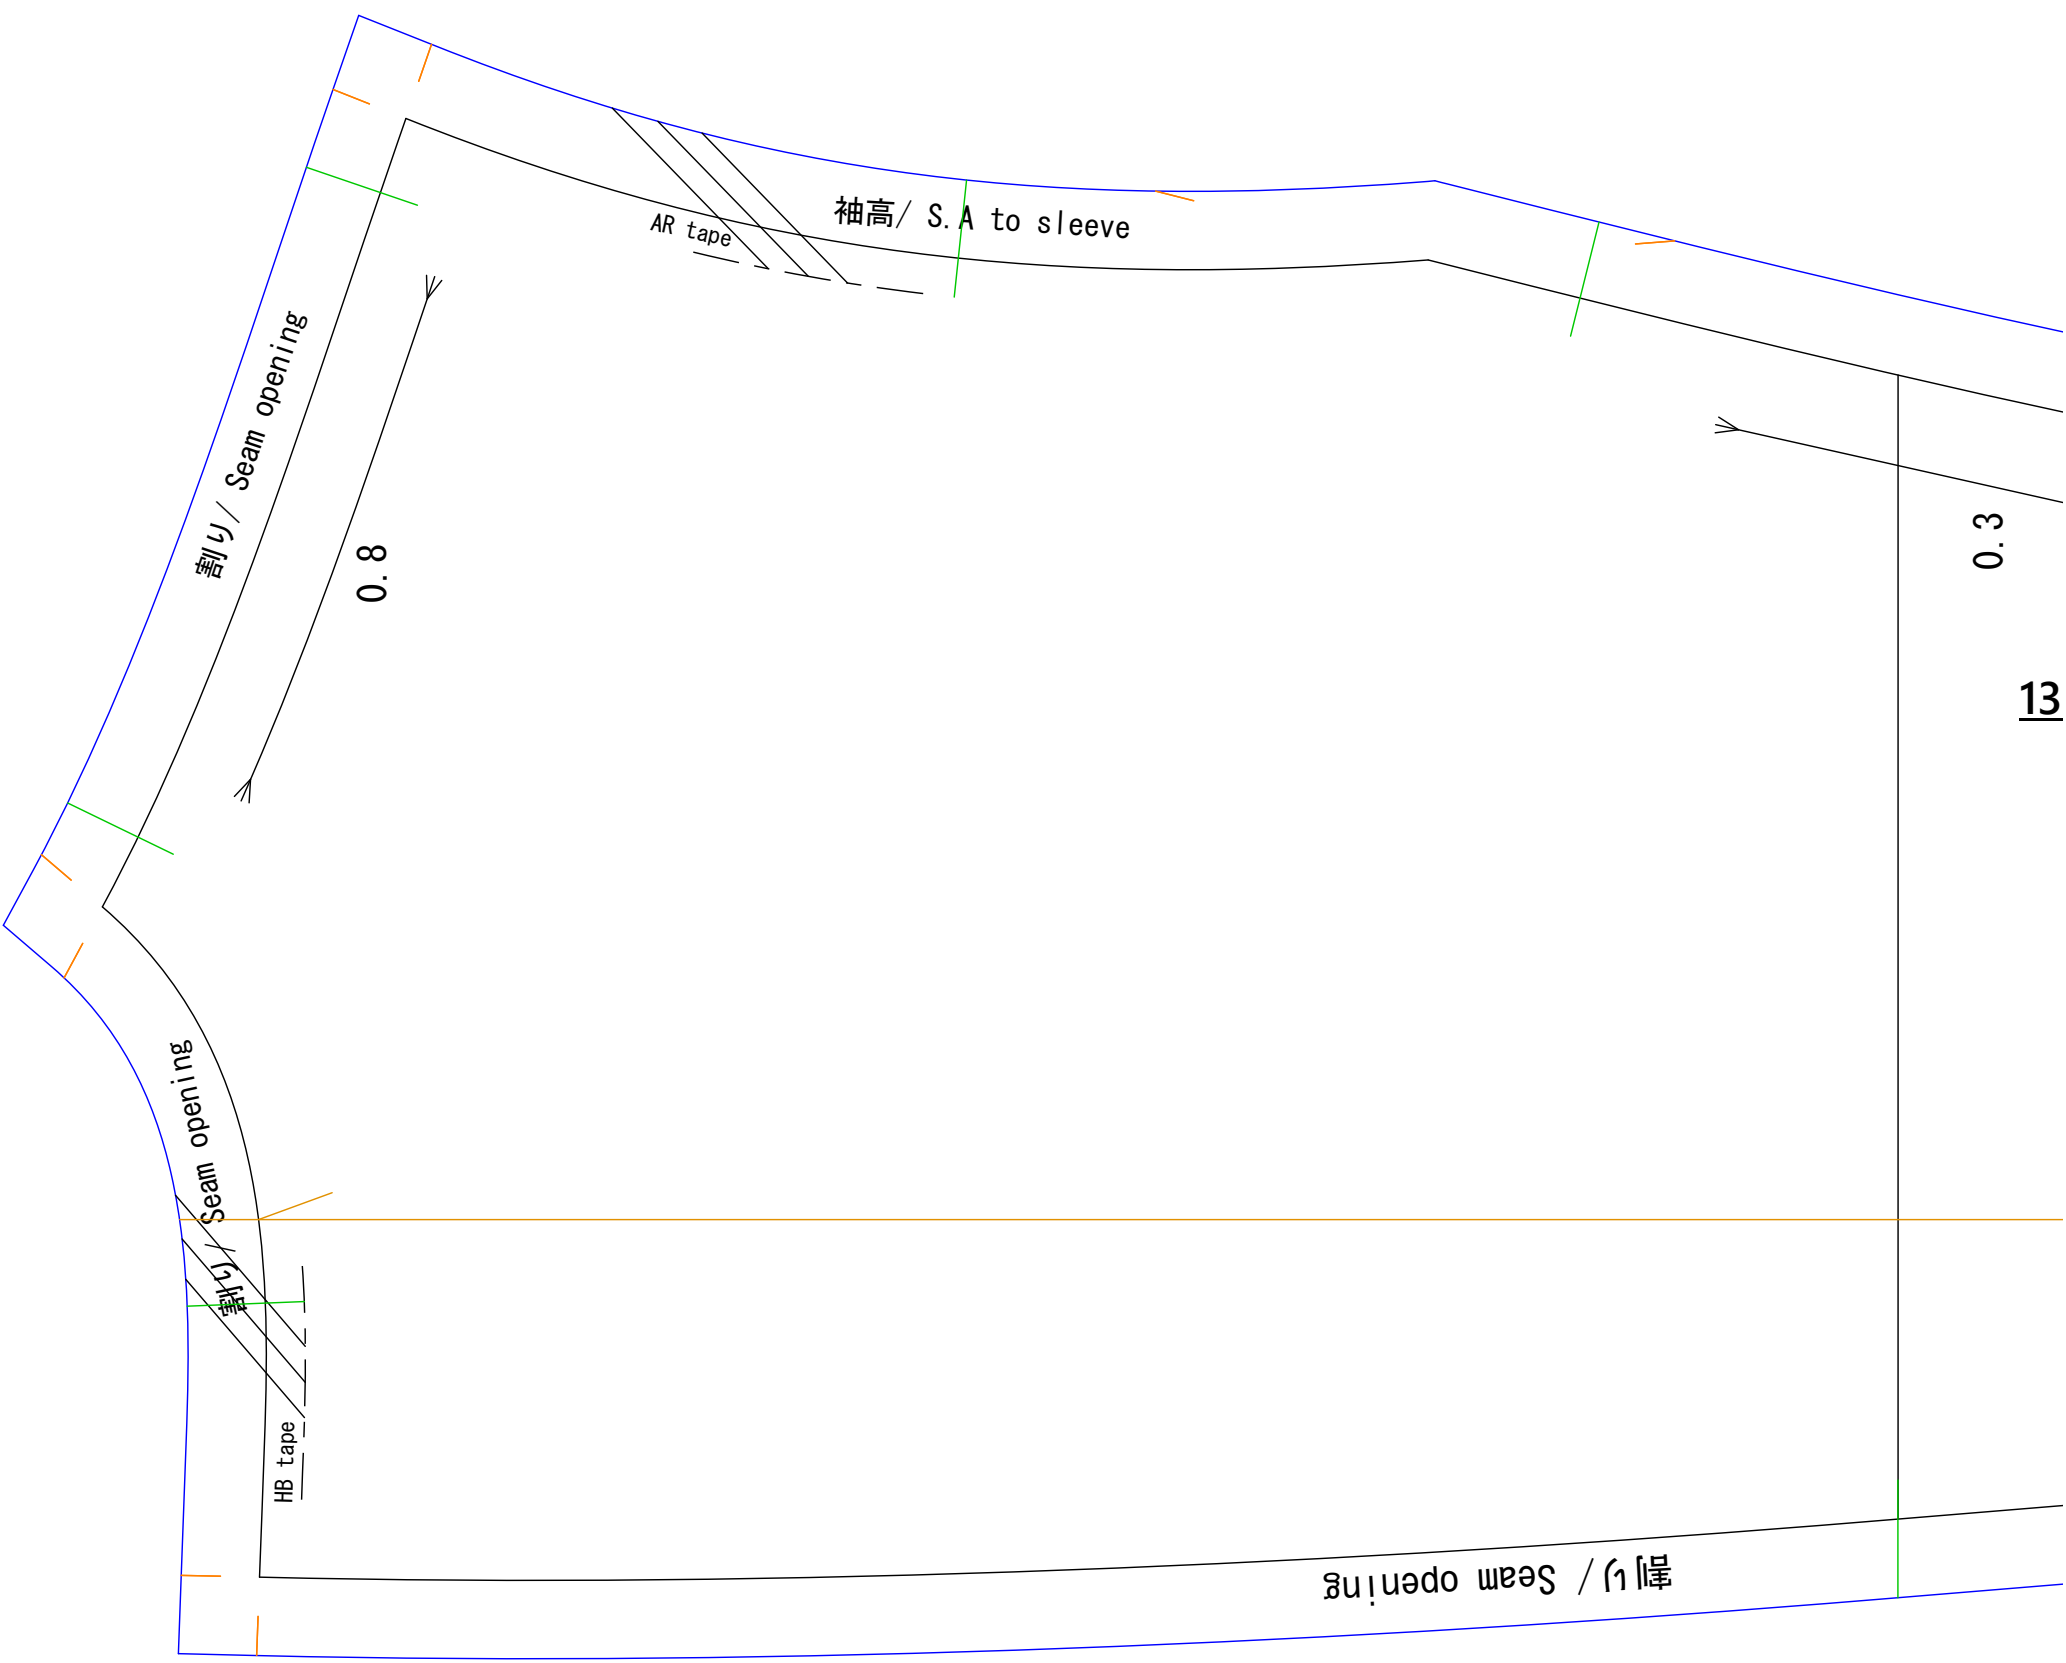 袖高/ S.A to sleeve
AR tape
割り/ Seam opening
0.8
0.3
13
割り/ Seam opening
HB tape
割り/ Seam opening